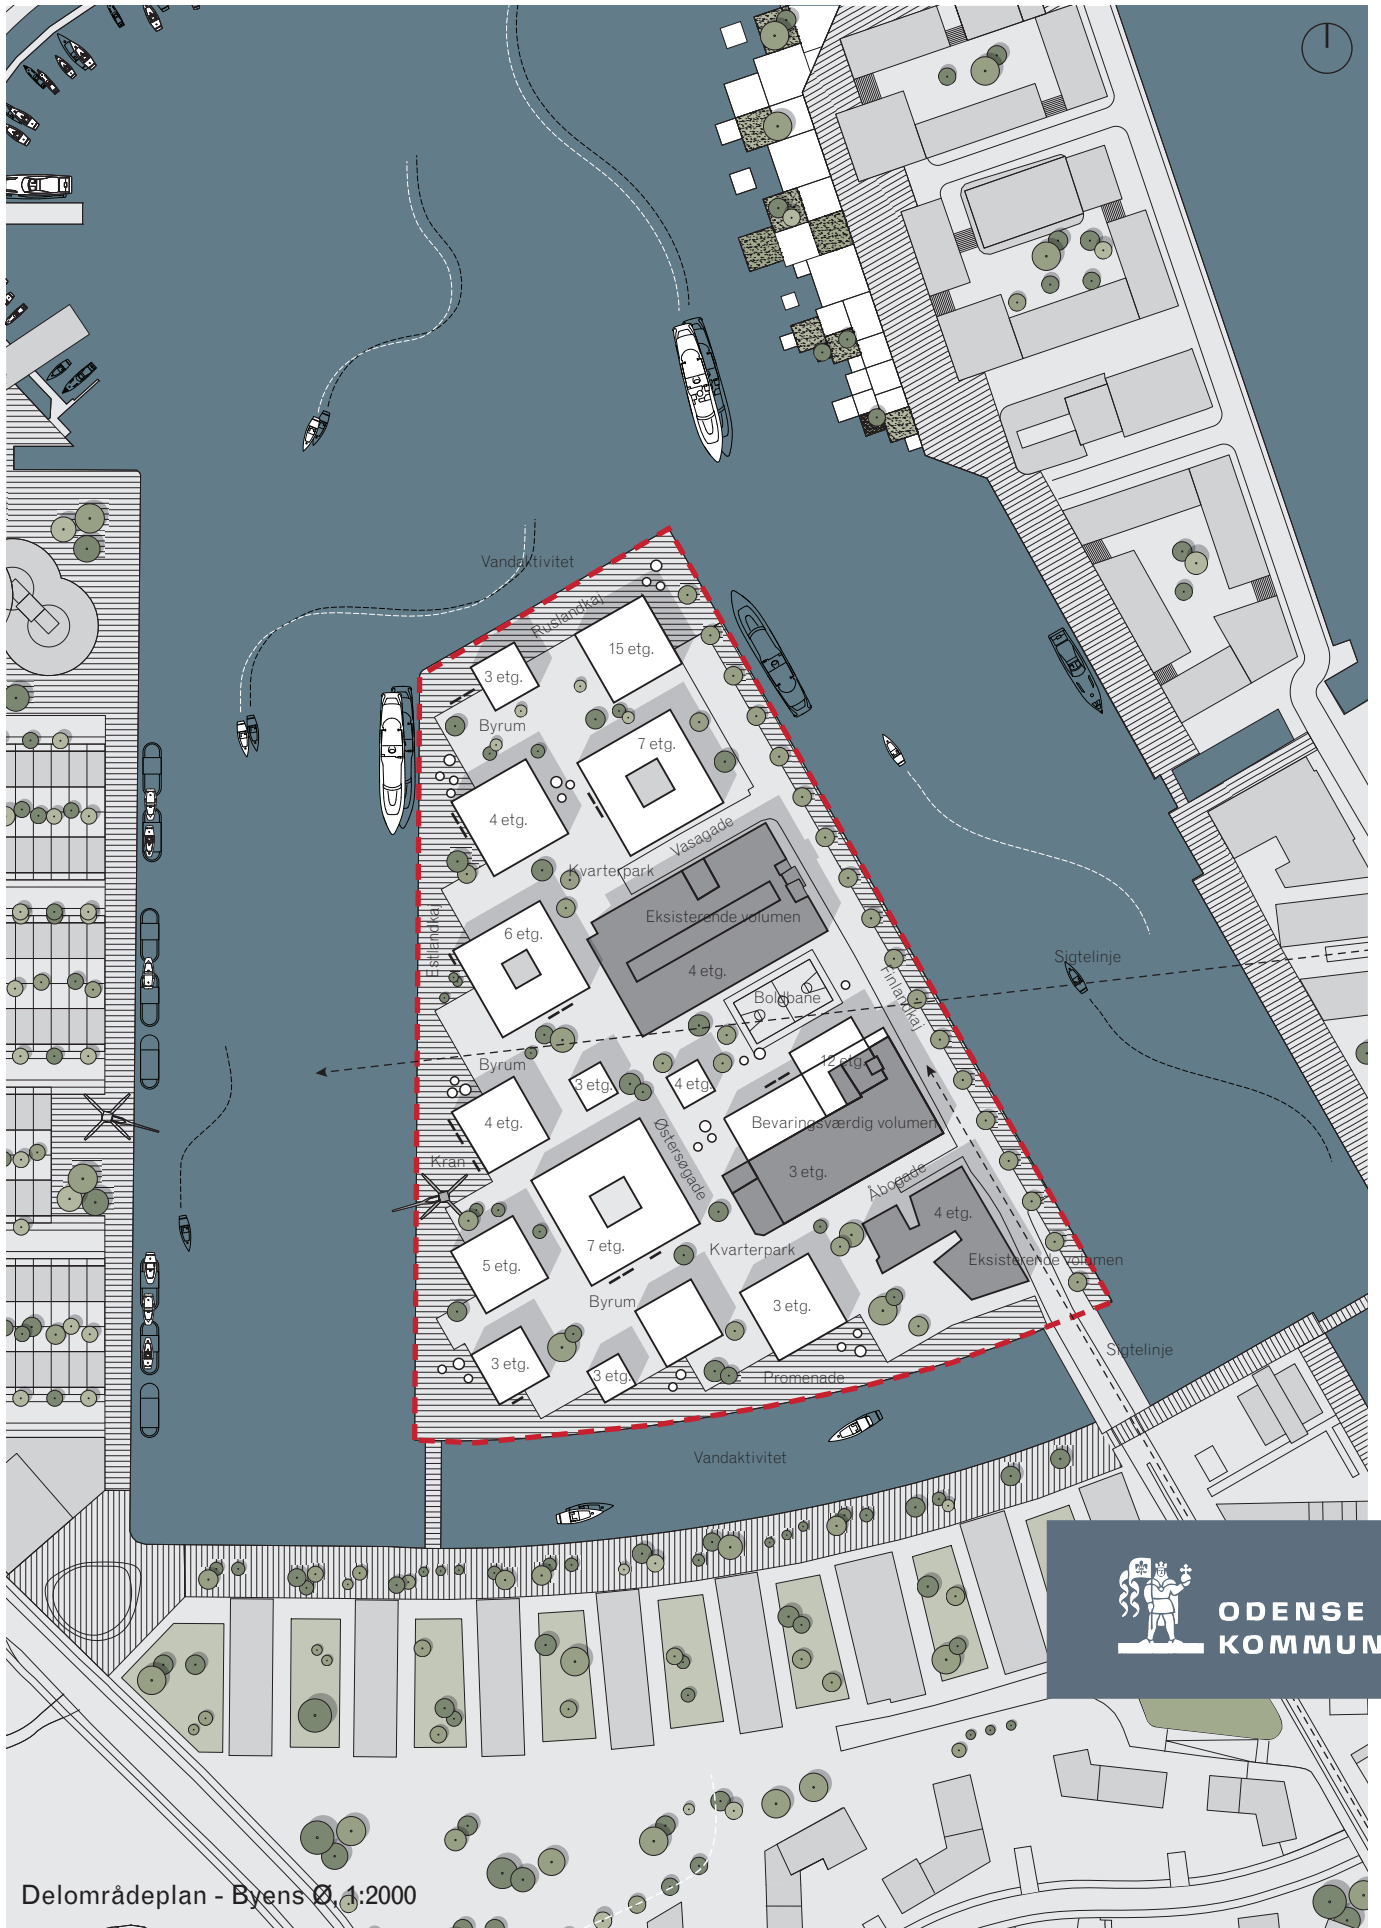 Vandaktivitet
Ruslandkaj
15 etg.
3 etg.
Byrum
7 etg.
4 etg.
Vasagade
Kvarterpark
Eksisterende volumen
6 etg.
Estlandkaj
4 etg.
Sigtelinje
Finlandkaj
Boldbane
Byrum
12 etg.
3 etg.
4 etg.
4 etg.
Bevaringsværdig volumen
Østersøgade
Kran
3 etg.
Åbogade
4 etg.
7 etg.
Kvarterpark
5 etg.
Eksisterende volumen
Byrum
3 etg.
Sigtelinje
3 etg.
3 etg.
Promenade
Vandaktivitet
ODENSE
KOMMUN
Delområdeplan - Byens Ø, 1:2000